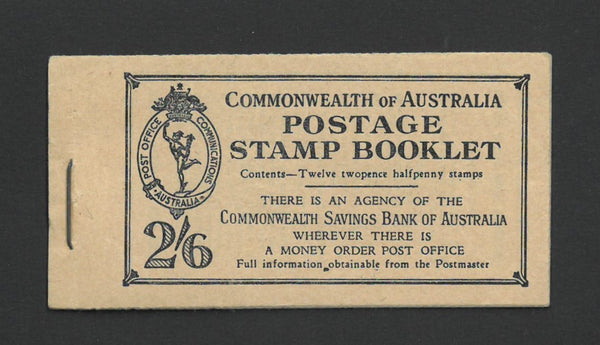 COMMONWEALTH OF AUSTRALIA
POSTAGE
STAMP BOOKLET
Contents—Twelve twopence halfpenny stamps
THERE IS AN AGENCY OF THE
COMMONWEALTH SAVINGS BANK OF AUSTRALIA
WHEREVER THERE IS
A MONEY ORDER POST OFFICE
Full information obtainable from the Postmaster
POST OFFICE COMMUNICATIONS
AUSTRALIA
2/6